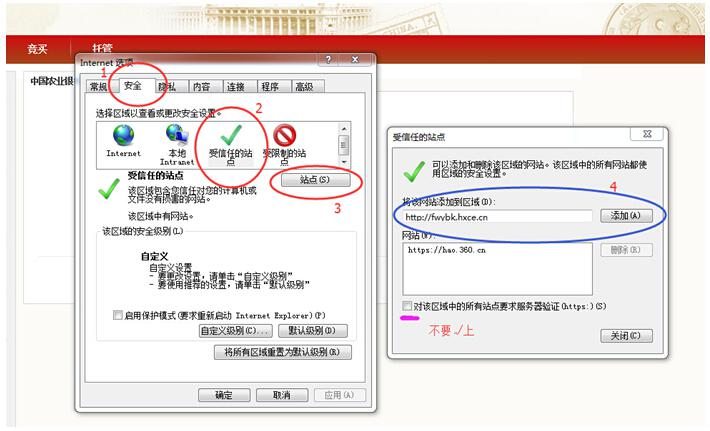 CHINA.
竞买
托管
中国农业银
Internet 选项
1
常规
安全
隐私
内容
连接
程序
高级
选择区域以查看或更改安全设置。
2
Internet
本地
Intranet
受信任的站
点
受限制的站
点
受信任的站点
站点(S)
3
该区域包含您信任对您的计算机或
文件没有损害的网站。
该区域中有网站。
该区域的安全级别(L)
自定义
自定义设置
- 要更改设置，请单击“自定义级别”
- 要使用推荐的设置，请单击“默认级别”
启用保护模式(要求重新启动 Internet Explorer)(P)
自定义级别(C)...
默认级别(D)
将所有区域重置为默认级别(R)
确定
取消
应用(A)
受信任的站点
可以添加和删除该区域的网站。该区域中的所有网站都使
用区域的安全设置。
4
将该网站添加到区域(D):
http://fwybk.hxce.cn
添加(A)
网站(W):
https://hao.360.cn
删除(R)
对该区域中的所有站点要求服务器验证(https:)(S)
不要√上
关闭(C)